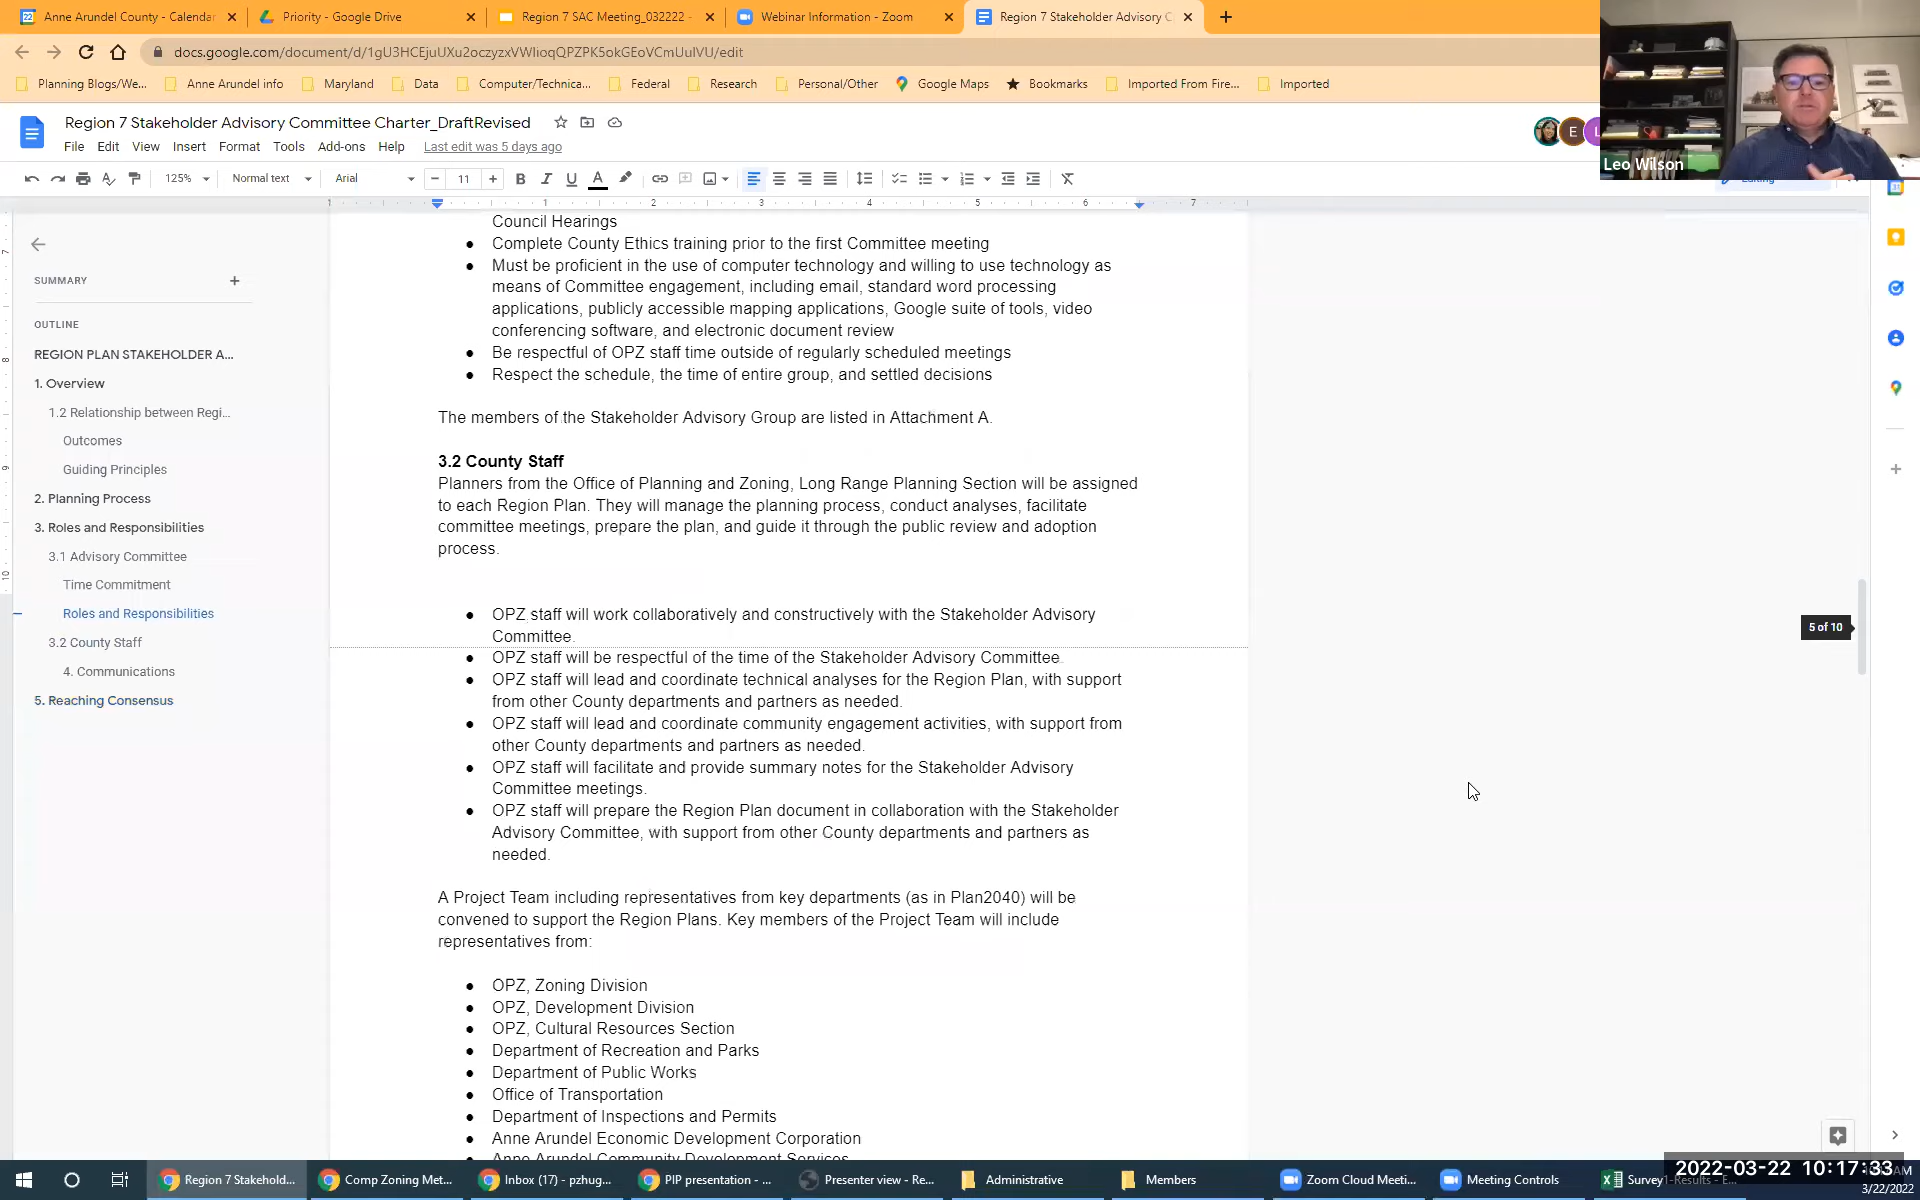 Anne Arundel County - Calendar
Priority - Google Drive
Region 7 SAC Meeting_032222 -
Webinar Information - Zoom
Region 7 Stakeholder Advisory C
docs.google.com/document/d/1gU3HCEjuUXu2oczyzxVWIioqQPZPK5okGEoVCmUulVU/edit
Planning Blogs/We...
Anne Arundel info
Maryland
Data
Computer/Technica...
Federal
Research
Personal/Other
Google Maps
Bookmarks
Imported From Fire...
Imported
Leo Wilson
Region 7 Stakeholder Advisory Committee Charter_DraftRevised
File Edit View Insert Format Tools Add-ons Help Last edit was 5 days ago
E
125% Normal text Arial 11
1 1 2 3 4 5 6 7
SUMMARY
OUTLINE
REGION PLAN STAKEHOLDER A...
1. Overview
1.2 Relationship between Regi...
Outcomes
Guiding Principles
2. Planning Process
3. Roles and Responsibilities
3.1 Advisory Committee
Time Commitment
Roles and Responsibilities
3.2 County Staff
4. Communications
5. Reaching Consensus
Council Hearings
● Complete County Ethics training prior to the first Committee meeting
● Must be proficient in the use of computer technology and willing to use technology as
means of Committee engagement, including email, standard word processing
applications, publicly accessible mapping applications, Google suite of tools, video
conferencing software, and electronic document review
● Be respectful of OPZ staff time outside of regularly scheduled meetings
● Respect the schedule, the time of entire group, and settled decisions
The members of the Stakeholder Advisory Group are listed in Attachment A.
3.2 County Staff
Planners from the Office of Planning and Zoning, Long Range Planning Section will be assigned
to each Region Plan. They will manage the planning process, conduct analyses, facilitate
committee meetings, prepare the plan, and guide it through the public review and adoption
process.
● OPZ staff will work collaboratively and constructively with the Stakeholder Advisory
Committee.
● OPZ staff will be respectful of the time of the Stakeholder Advisory Committee.
● OPZ staff will lead and coordinate technical analyses for the Region Plan, with support
from other County departments and partners as needed.
● OPZ staff will lead and coordinate community engagement activities, with support from
other County departments and partners as needed.
● OPZ staff will facilitate and provide summary notes for the Stakeholder Advisory
Committee meetings.
● OPZ staff will prepare the Region Plan document in collaboration with the Stakeholder
Advisory Committee, with support from other County departments and partners as
needed.
A Project Team including representatives from key departments (as in Plan2040) will be
convened to support the Region Plans. Key members of the Project Team will include
representatives from:
● OPZ, Zoning Division
● OPZ, Development Division
● OPZ, Cultural Resources Section
● Department of Recreation and Parks
● Department of Public Works
● Office of Transportation
● Department of Inspections and Permits
● Anne Arundel Economic Development Corporation
Anne Arundel Community Development Services
5 of 10
Region 7 Stakehold...
Comp Zoning Met...
Inbox (17) - pzhug...
PIP presentation - ...
Presenter view - Re...
Administrative
Members
Zoom Cloud Meeti...
Meeting Controls
Survey1-Results - E...
2022-03-22 10:17:33
3/22/2022